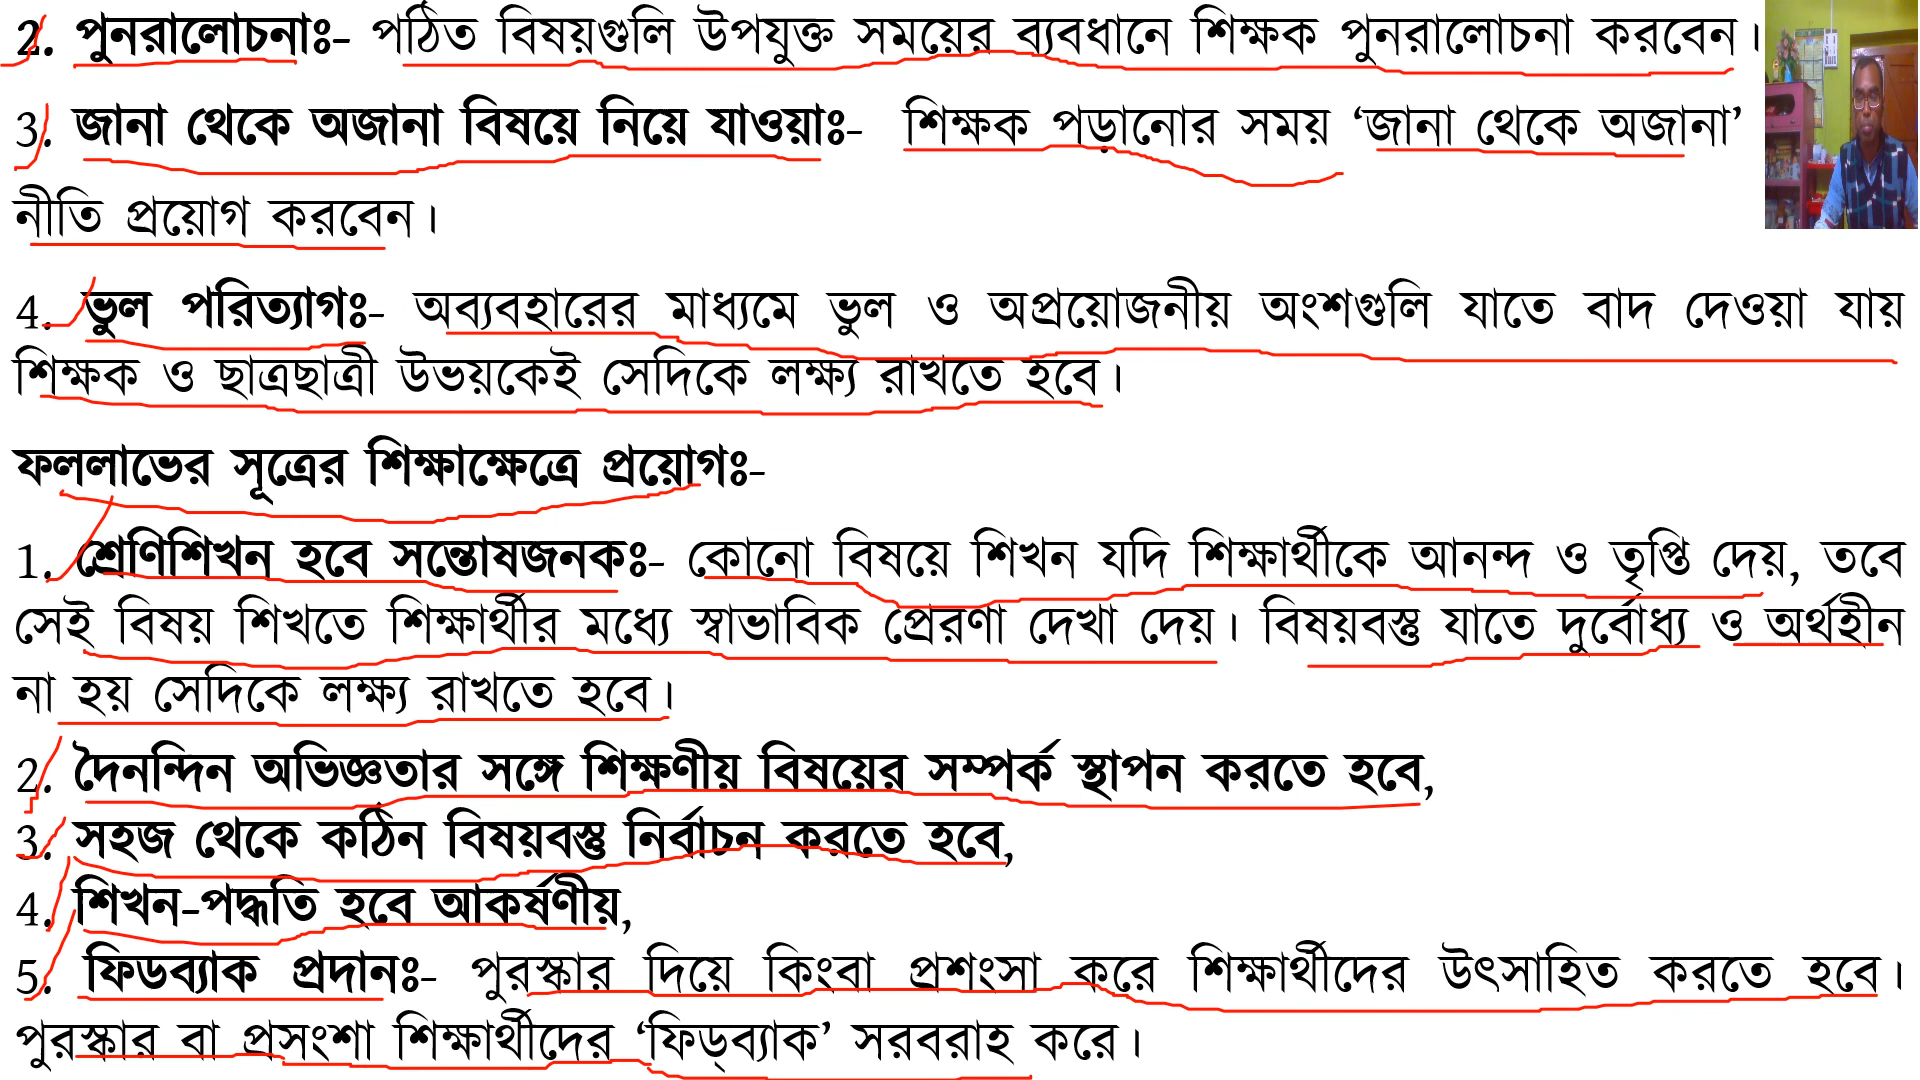 2. পুনরালোচনাঃ- পঠিত বিষয়গুলি উপযুক্ত সময়ের ব্যবধানে শিক্ষক পুনরালোচনা করবেন।
3. জানা থেকে অজানা বিষয়ে নিয়ে যাওয়াঃ- শিক্ষক পড়ানোর সময় ‘জানা থেকে অজানা’
নীতি প্রয়োগ করবেন।
4. ভুল পরিত্যাগঃ- অব্যবহারের মাধ্যমে ভুল ও অপ্রয়োজনীয় অংশগুলি যাতে বাদ দেওয়া যায়
শিক্ষক ও ছাত্রছাত্রী উভয়কেই সেদিকে লক্ষ্য রাখতে হবে।
ফললাভের সূত্রের শিক্ষাক্ষেত্রে প্রয়োগঃ-
1. শ্রেণিশিখন হবে সন্তোষজনকঃ- কোনো বিষয়ে শিখন যদি শিক্ষার্থীকে আনন্দ ও তৃপ্তি দেয়, তবে
সেই বিষয় শিখতে শিক্ষার্থীর মধ্যে স্বাভাবিক প্রেরণা দেখা দেয়। বিষয়বস্তু যাতে দুর্বোধ্য ও অর্থহীন
না হয় সেদিকে লক্ষ্য রাখতে হবে।
2. দৈনন্দিন অভিজ্ঞতার সঙ্গে শিক্ষণীয় বিষয়ের সম্পর্ক স্থাপন করতে হবে,
3. সহজ থেকে কঠিন বিষয়বস্তু নির্বাচন করতে হবে,
4. শিখন-পদ্ধতি হবে আকর্ষণীয়,
5. ফিডব্যাক প্রদানঃ- পুরস্কার দিয়ে কিংবা প্রশংসা করে শিক্ষার্থীদের উৎসাহিত করতে হবে।
পুরস্কার বা প্রসংশা শিক্ষার্থীদের ‘ফিড্ব্যাক’ সরবরাহ করে।